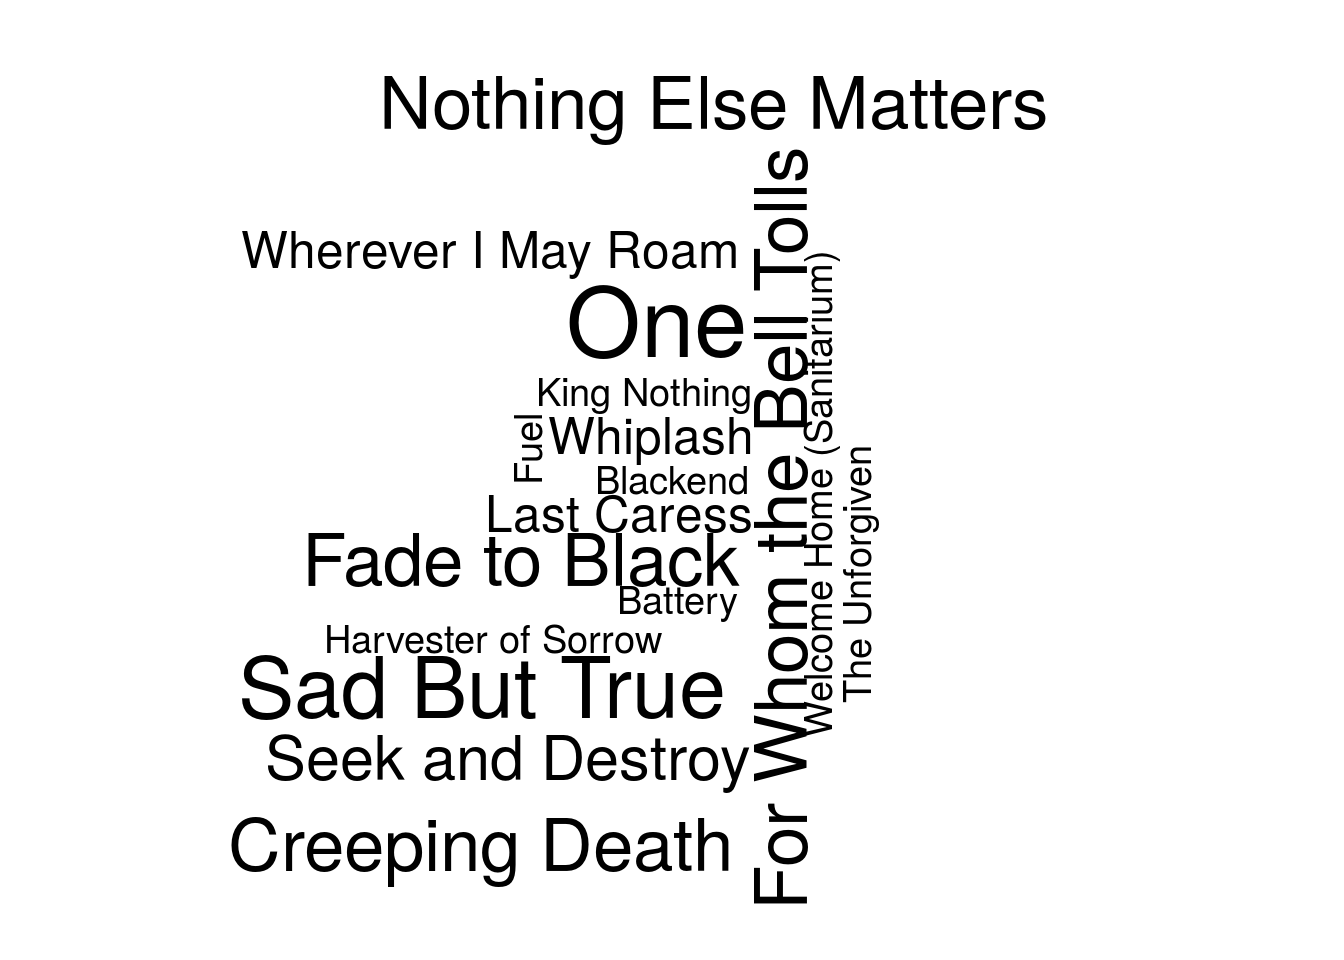 Nothing Else Matters
For Whom the Bell Tolls
Wherever I May Roam
Welcome Home (Sanitarium)
One
King Nothing
Fuel
Whiplash
The Unforgiven
Blackend
Last Caress
Fade to Black
Battery
Harvester of Sorrow
Sad But True
Seek and Destroy
Creeping Death